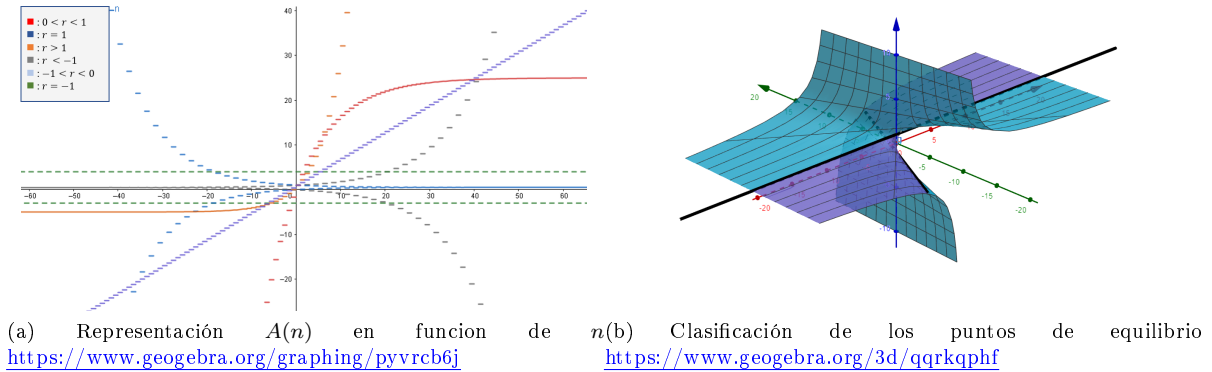 n
: 0 < r < 1
: r = 1
: r > 1
: r < −1
: −1 < r < 0
: r = −1
40
30
20
10
−10
−20
−60
−50
−40
−30
−20
−10
0
10
20
30
40
50
60
20
5
−5
−10
−15
−20
−20
−10
(a) Representación A(n) en funcion de n
https://www.geogebra.org/graphing/pyvrcb6j
(b) Clasificación de los puntos de equilibrio
https://www.geogebra.org/3d/qqrkqphf